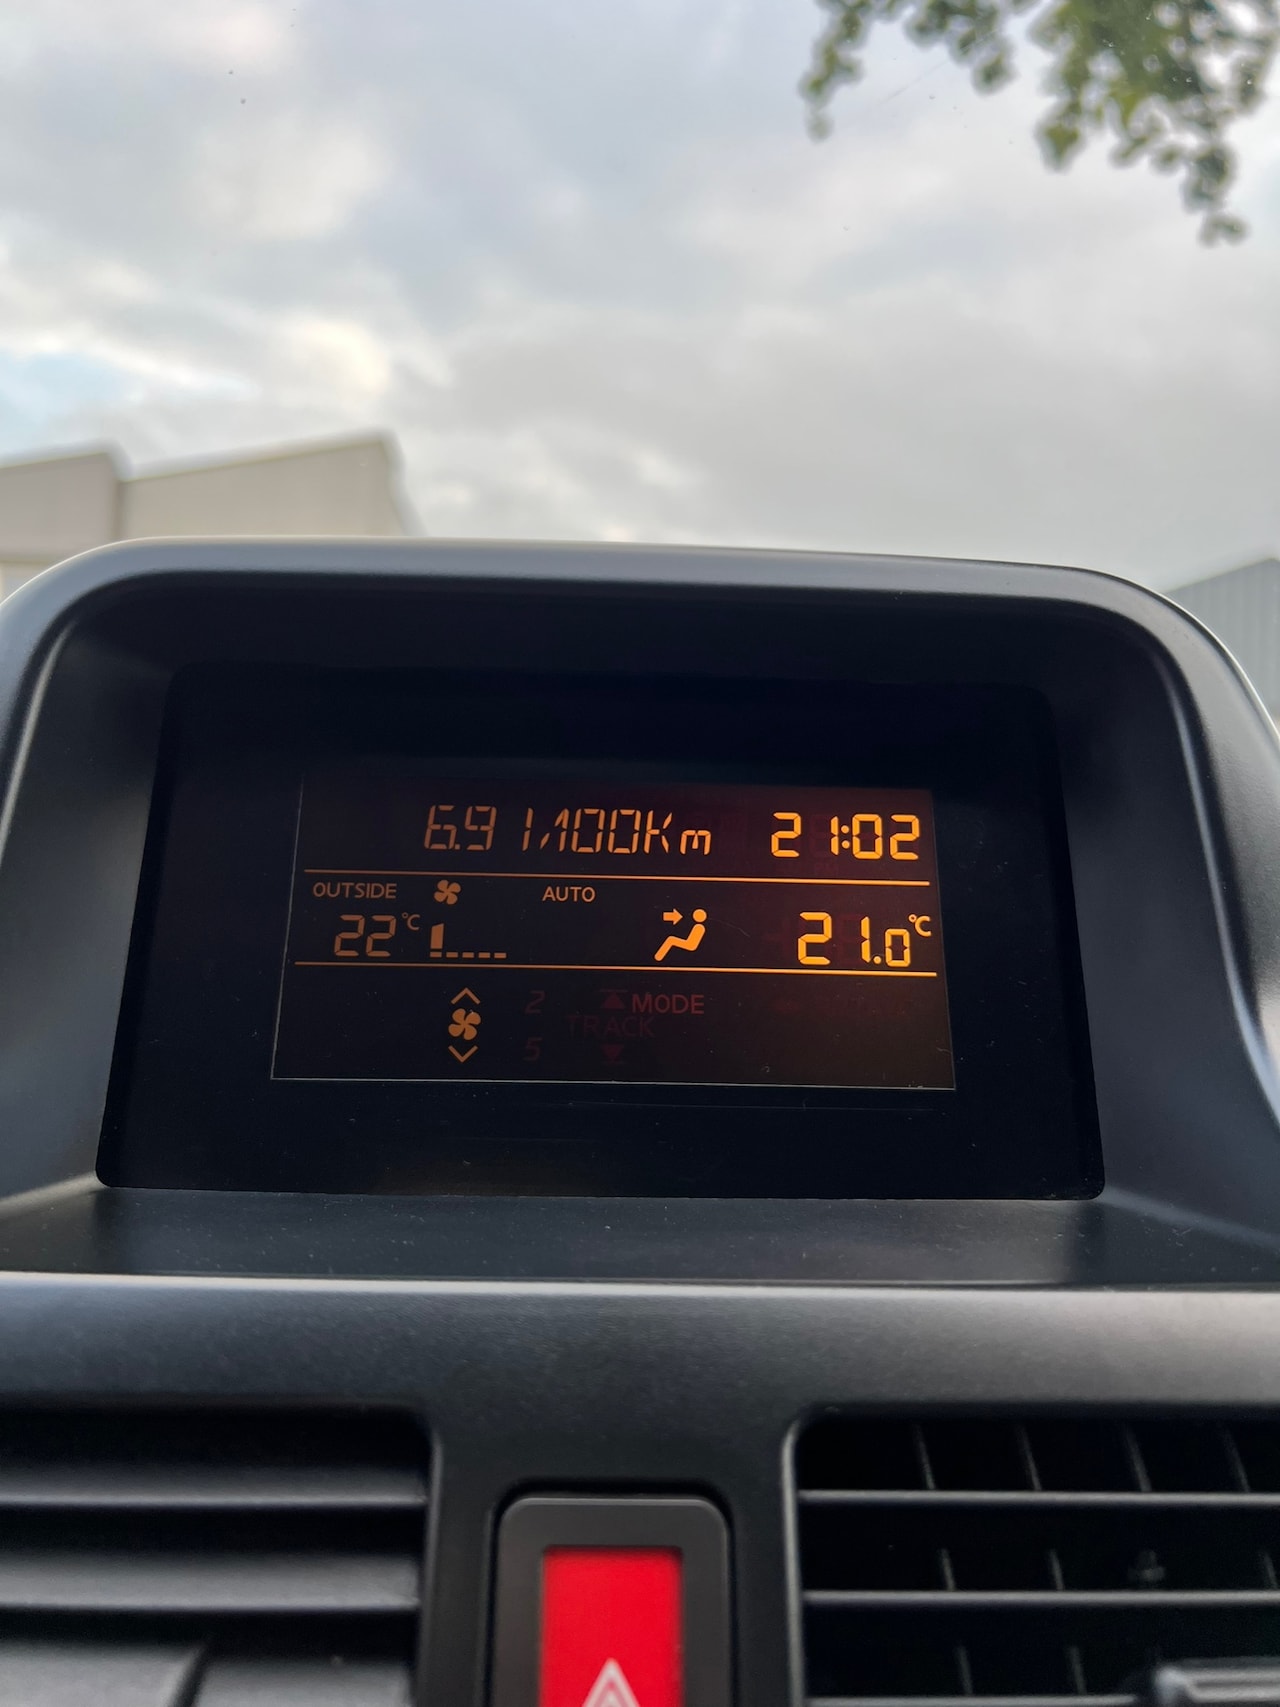 6.9 l/100Km 21:02
OUTSIDE AUTO
22°C 21.0°C
2 MODE
TRACK
5